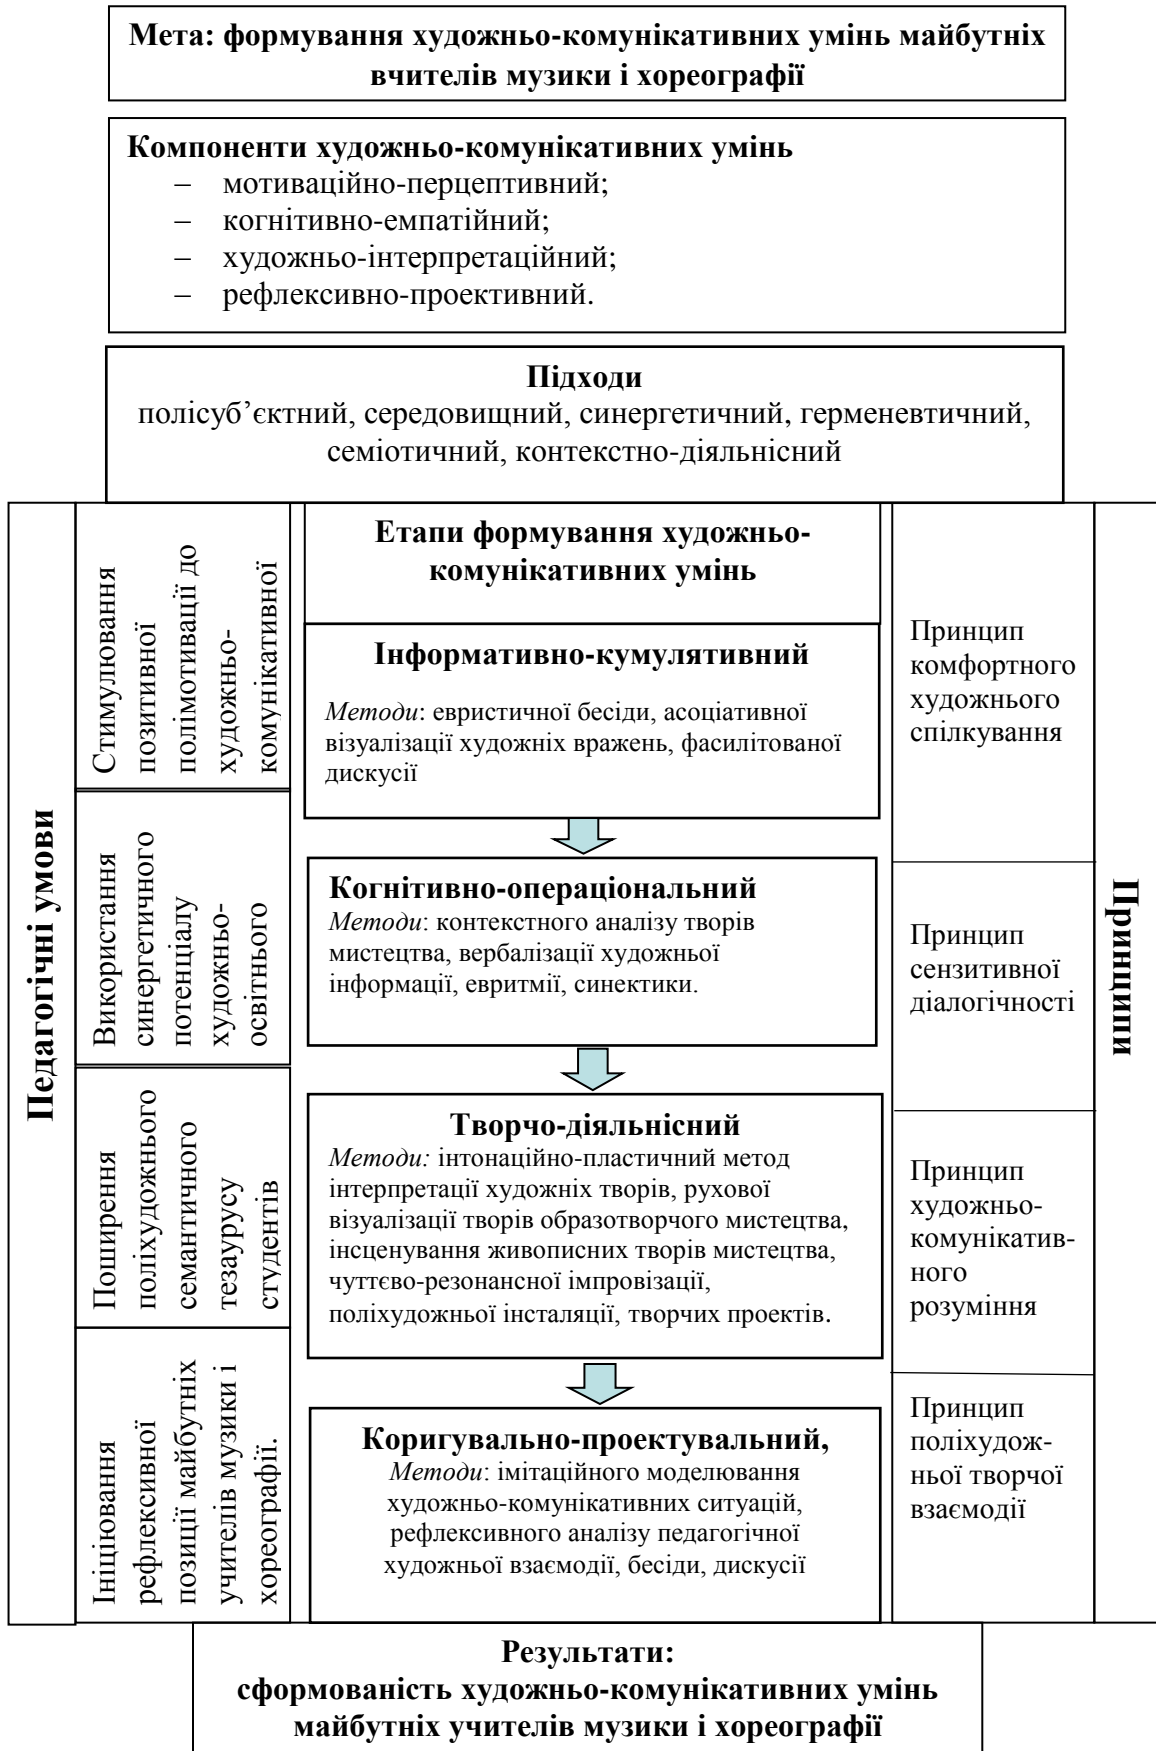 Мета: формування художньо-комунікативних умінь майбутніх
вчителів музики і хореографії
Компоненти художньо-комунікативних умінь
– мотиваційно-перцептивний;
– когнітивно-емпатійний;
– художньо-інтерпретаційний;
– рефлексивно-проективний.
Підходи
полісуб’єктний, середовищний, синергетичний, герменевтичний,
семіотичний, контекстно-діяльнісний
Педагогічні умови
Стимулювання
позитивної
полімотивації до
художньо-
комунікативної
Використання
синергетичного
потенціалу
художньо-
освітнього
Поширення
поліхудожнього
семантичного
тезаурусу
студентів
Ініціювання
рефлексивної
позиції майбутніх
учителів музики і
хореографії.
Етапи формування художньо-
комунікативних умінь
Інформативно-кумулятивний
Методи: евристичної бесіди, асоціативної
візуалізації художніх вражень, фасилітованої
дискусії
Когнітивно-операціональний
Методи: контекстного аналізу творів
мистецтва, вербалізації художньої
інформації, евритмії, синектики.
Творчо-діяльнісний
Методи: інтонаційно-пластичний метод
інтерпретації художніх творів, рухової
візуалізації творів образотворчого мистецтва,
інсценування живописних творів мистецтва,
чуттєво-резонансної імпровізації,
поліхудожньої інсталяції, творчих проектів.
Коригувально-проектувальний,
Методи: імітаційного моделювання
художньо-комунікативних ситуацій,
рефлексивного аналізу педагогічної
художньої взаємодії, бесіди, дискусії
Принцип
комфортного
художнього
спілкування
Принцип
сензитивної
діалогічності
Принцип
художньо-
комунікатив-
ного
розуміння
Принцип
поліхудож-
ньої творчої
взаємодії
Принципи
Результати:
сформованість художньо-комунікативних умінь
майбутніх учителів музики і хореографії